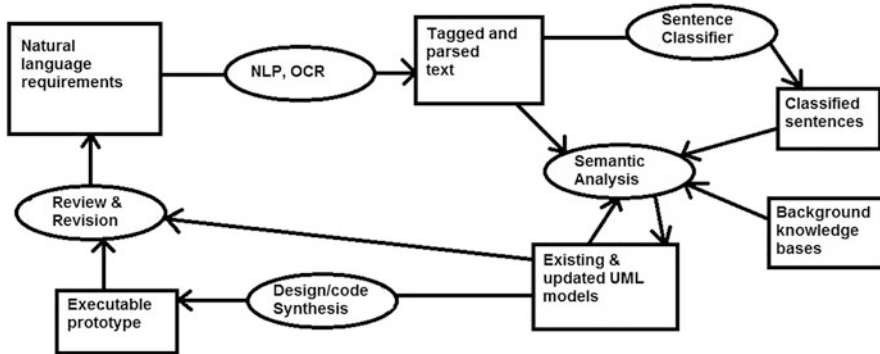 Natural
language
requirements
NLP, OCR
Tagged and
parsed
text
Sentence
Classifier
Classified
sentences
Semantic
Analysis
Background
knowledge
bases
Review &
Revision
Existing &
updated UML
models
Design/code
Synthesis
Executable
prototype